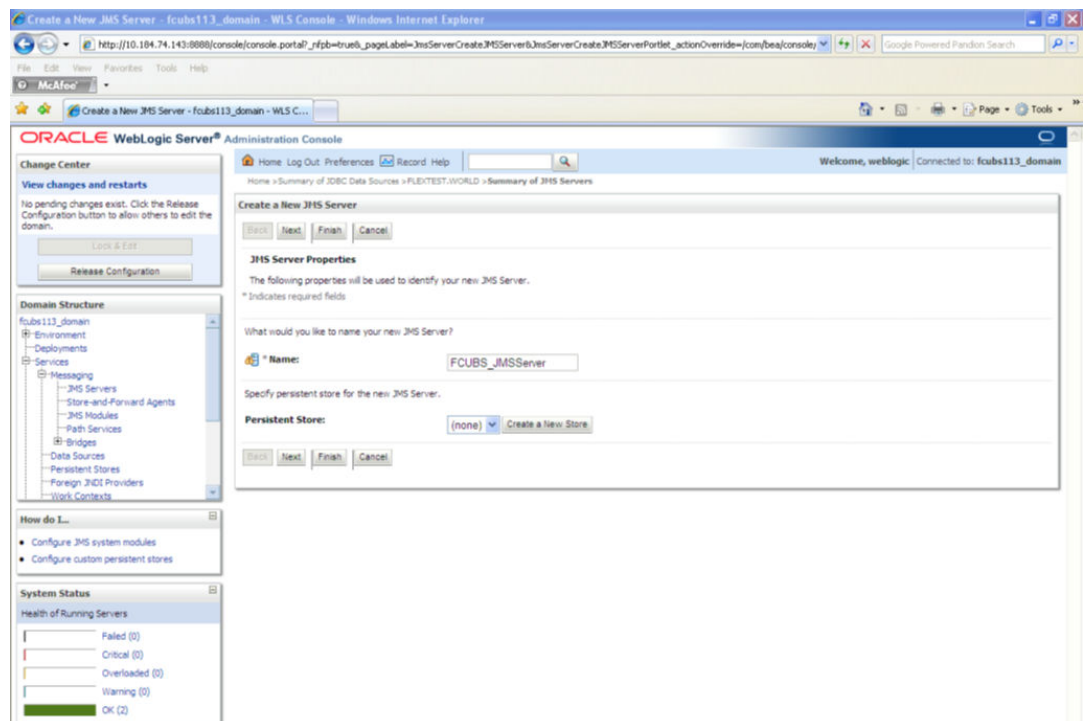 Create a New JMS Server - fcubs113_domain - WLS Console - Windows Internet Explorer
http://10.184.74.143:8888/console/console.portal?_nfpb=true&_pageLabel=JmsServerCreateJMSServer&JmsServerCreateJMSServerPortlet_actionOverride=/com/bea/console/
Google Powered Pandion Search
File Edit View Favorites Tools Help
McAfee
Create a New JMS Server - fcubs113_domain - WLS C...
Page Tools
ORACLE WebLogic Server® Administration Console
Change Center
View changes and restarts
No pending changes exist. Click the Release
Configuration button to allow others to edit the
domain.
Lock & Edit
Release Configuration
Domain Structure
fcubs113_domain
Environment
Deployments
Services
Messaging
JMS Servers
Store-and-Forward Agents
JMS Modules
Path Services
Bridges
Data Sources
Persistent Stores
Foreign JNDI Providers
Work Contexts
How do I...
Configure JMS system modules
Configure custom persistent stores
System Status
Health of Running Servers
Failed (0)
Critical (0)
Overloaded (0)
Warning (0)
OK (2)
Home Log Out Preferences Record Help
Welcome, weblogic Connected to: fcubs113_domain
Home >Summary of JDBC Data Sources >FLEXTEST.WORLD >Summary of JMS Servers
Create a New JMS Server
Back Next Finish Cancel
JMS Server Properties
The following properties will be used to identify your new JMS Server.
* Indicates required fields
What would you like to name your new JMS Server?
* Name: FCUBS_JMSServer
Specify persistent store for the new JMS Server.
Persistent Store: (none) Create a New Store
Back Next Finish Cancel